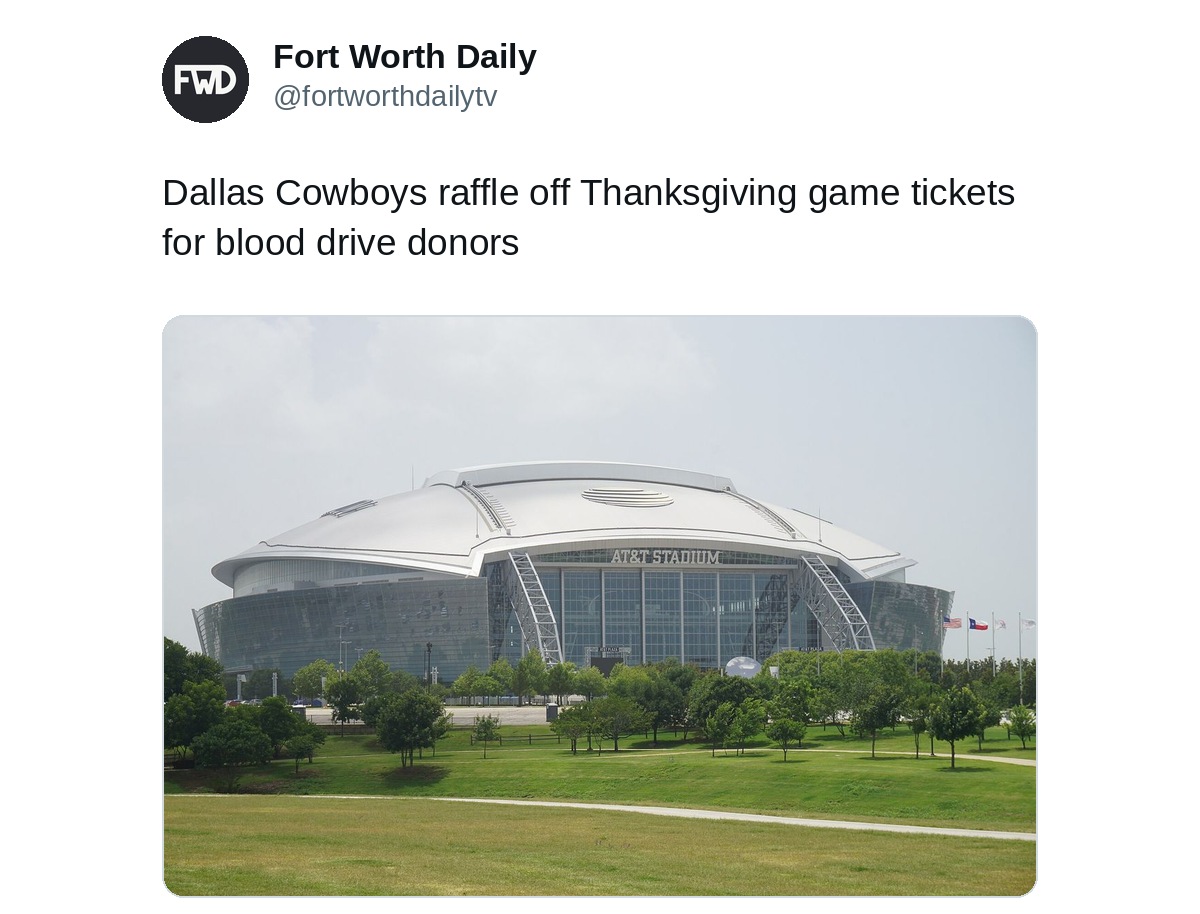 FWD
Fort Worth Daily
@fortworthdailytv
Dallas Cowboys raffle off Thanksgiving game tickets
for blood drive donors
AT&T STADIUM